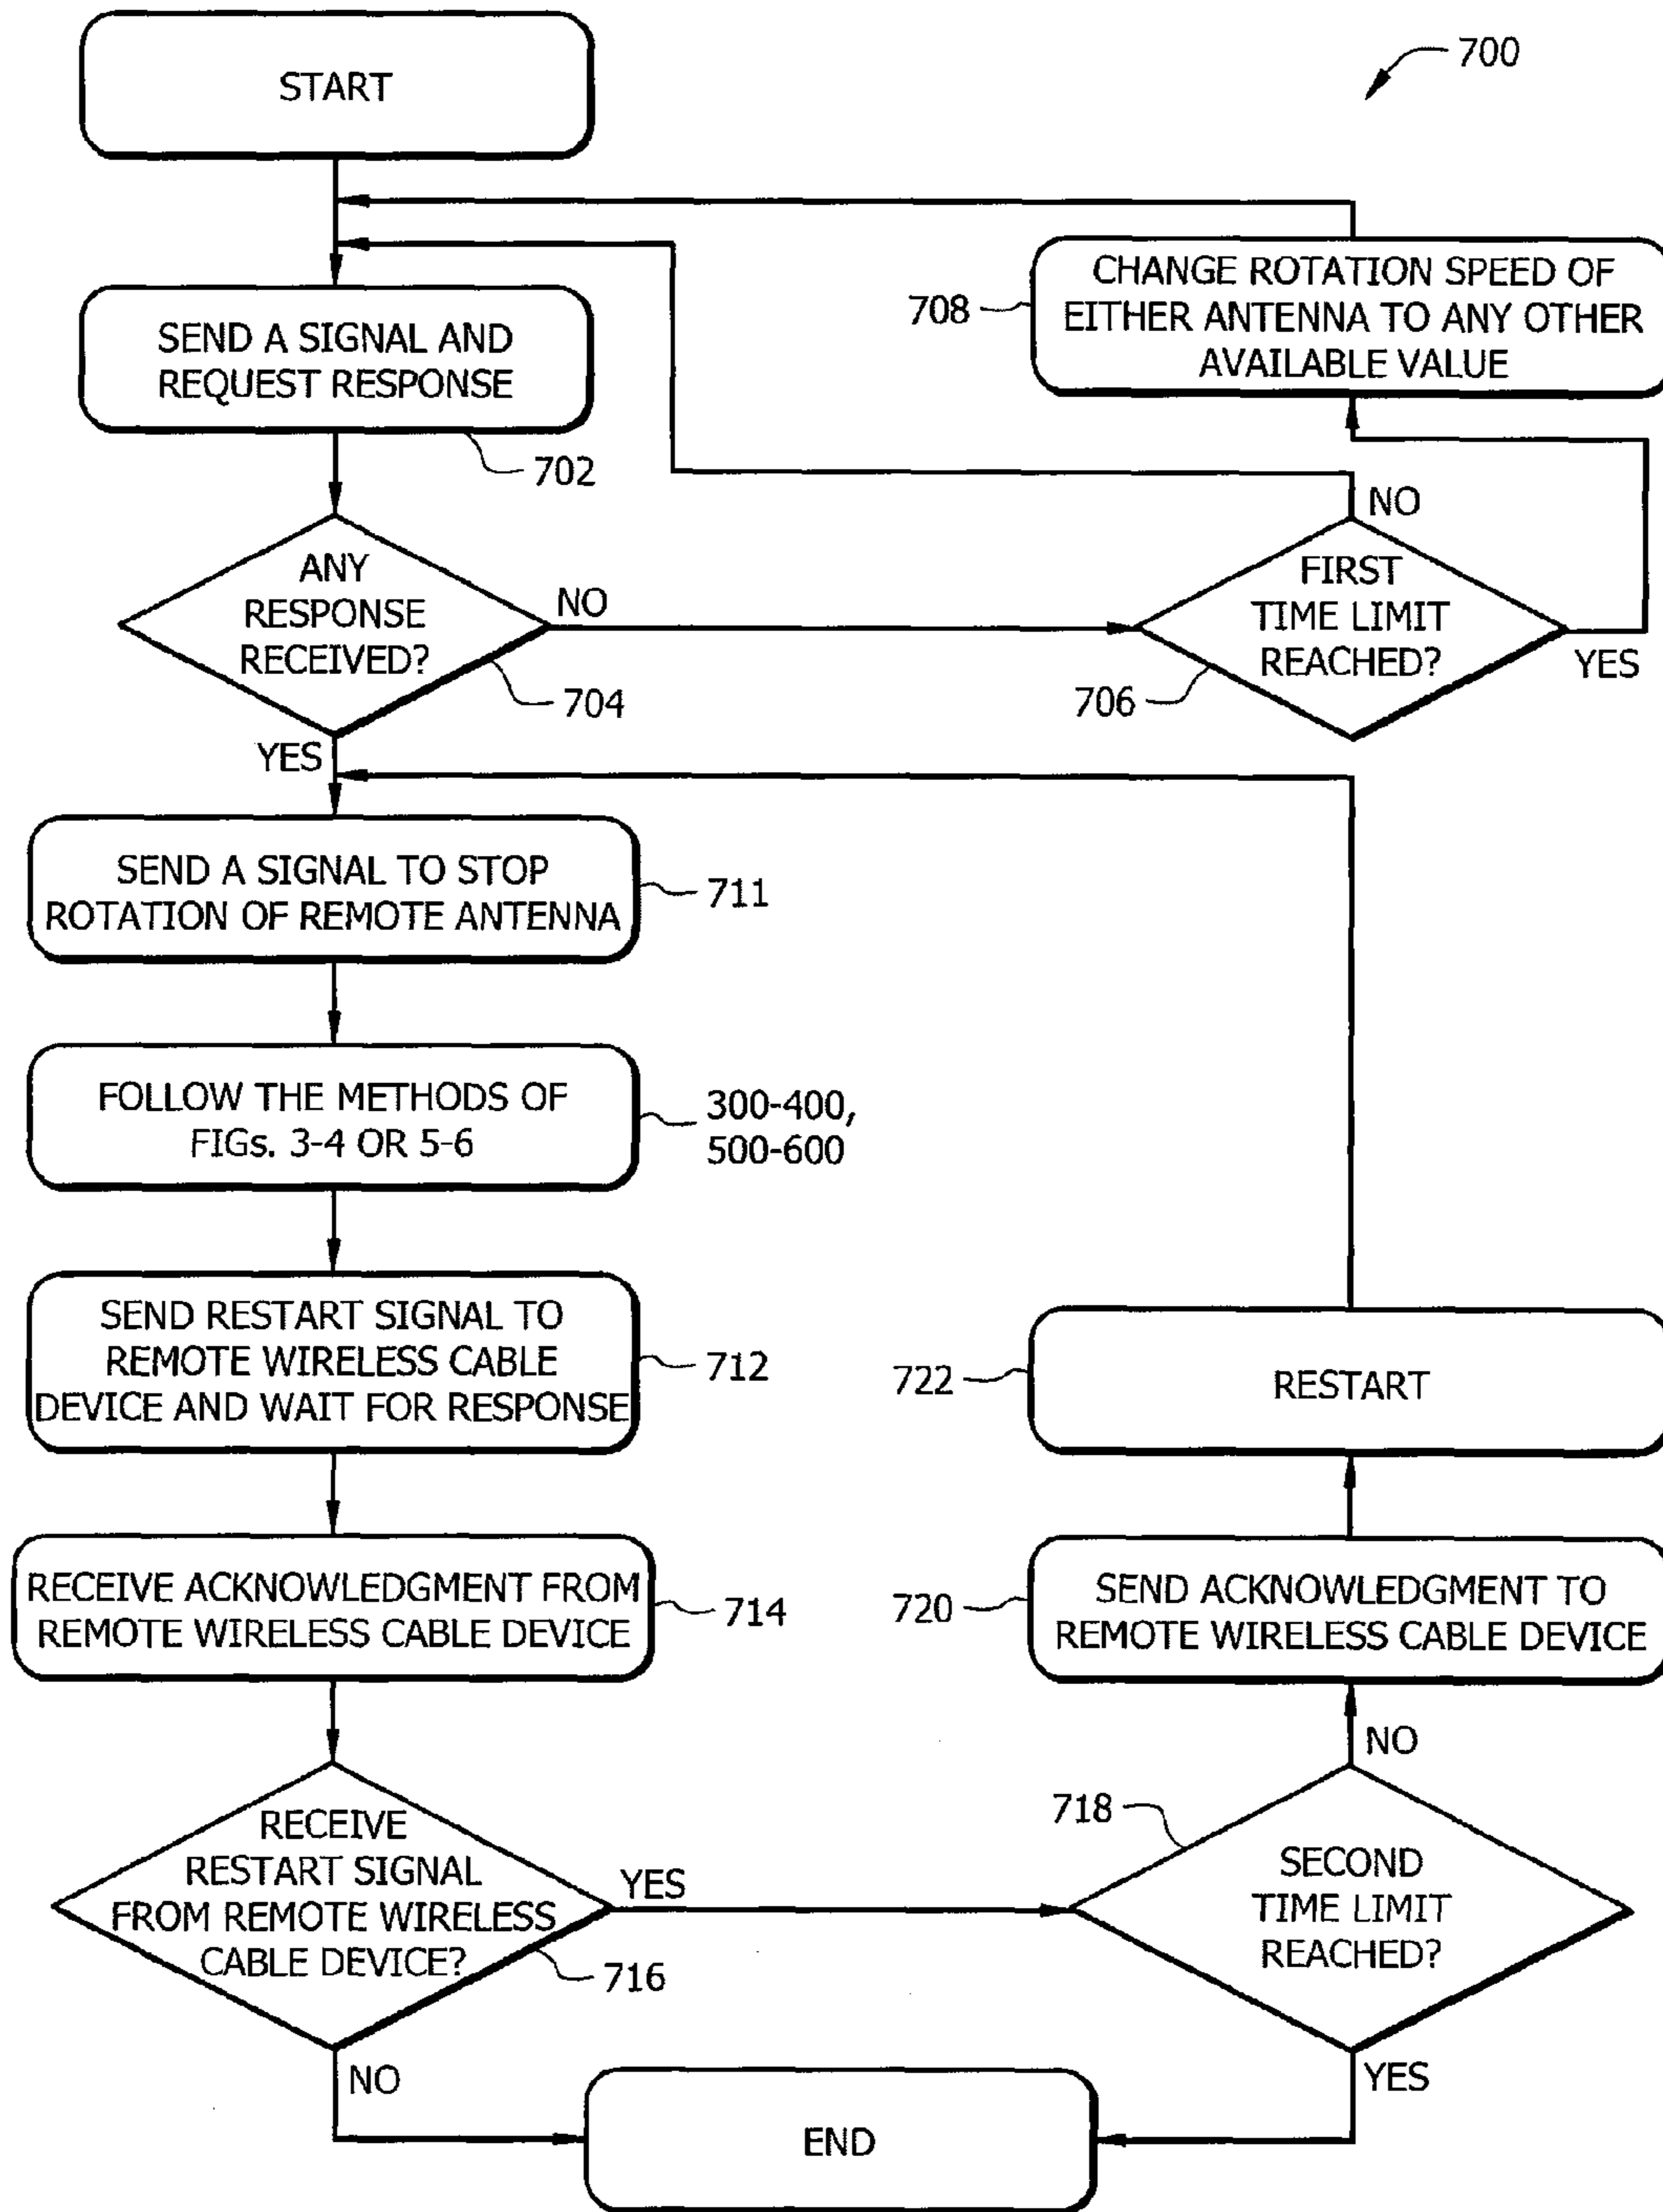 START
700
SEND A SIGNAL AND
REQUEST RESPONSE
702
708
CHANGE ROTATION SPEED OF
EITHER ANTENNA TO ANY OTHER
AVAILABLE VALUE
ANY
RESPONSE
RECEIVED?
704
NO
YES
FIRST
TIME LIMIT
REACHED?
706
NO
YES
SEND A SIGNAL TO STOP
ROTATION OF REMOTE ANTENNA
711
FOLLOW THE METHODS OF
FIGs. 3-4 OR 5-6
300-400,
500-600
SEND RESTART SIGNAL TO
REMOTE WIRELESS CABLE
DEVICE AND WAIT FOR RESPONSE
712
722
RESTART
RECEIVE ACKNOWLEDGMENT FROM
REMOTE WIRELESS CABLE DEVICE
714
720
SEND ACKNOWLEDGMENT TO
REMOTE WIRELESS CABLE DEVICE
RECEIVE
RESTART SIGNAL
FROM REMOTE WIRELESS
CABLE DEVICE?
716
YES
NO
718
SECOND
TIME LIMIT
REACHED?
NO
YES
END